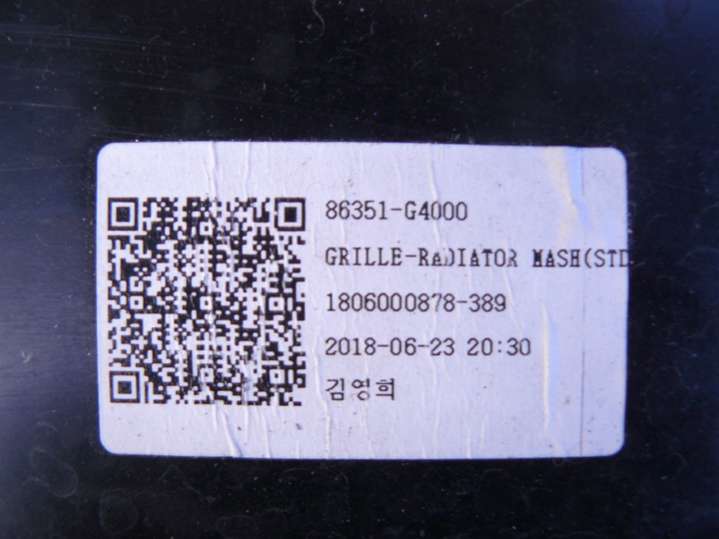 86351-G4000
GRILLE-RADIATOR MASH(STD
1806000878-389
2018-06-23 20:30
김영희